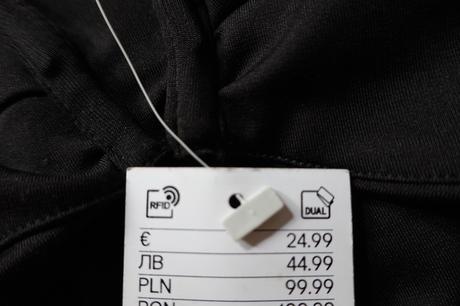 RFID
DUAL
€ 24.99
ЛВ 44.99
PLN 99.99